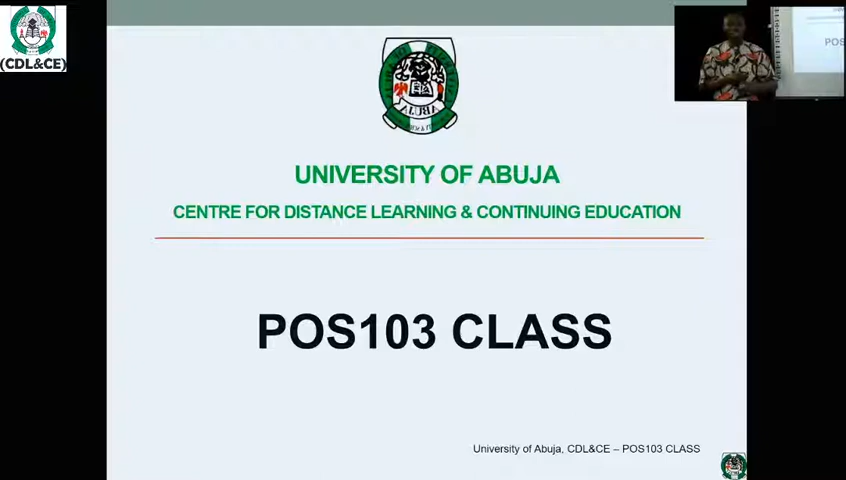 (CDL&CE)
POS
UNIVERSITY OF ABUJA
CENTRE FOR DISTANCE LEARNING & CONTINUING EDUCATION
POS103 CLASS
University of Abuja, CDL&CE – POS103 CLASS